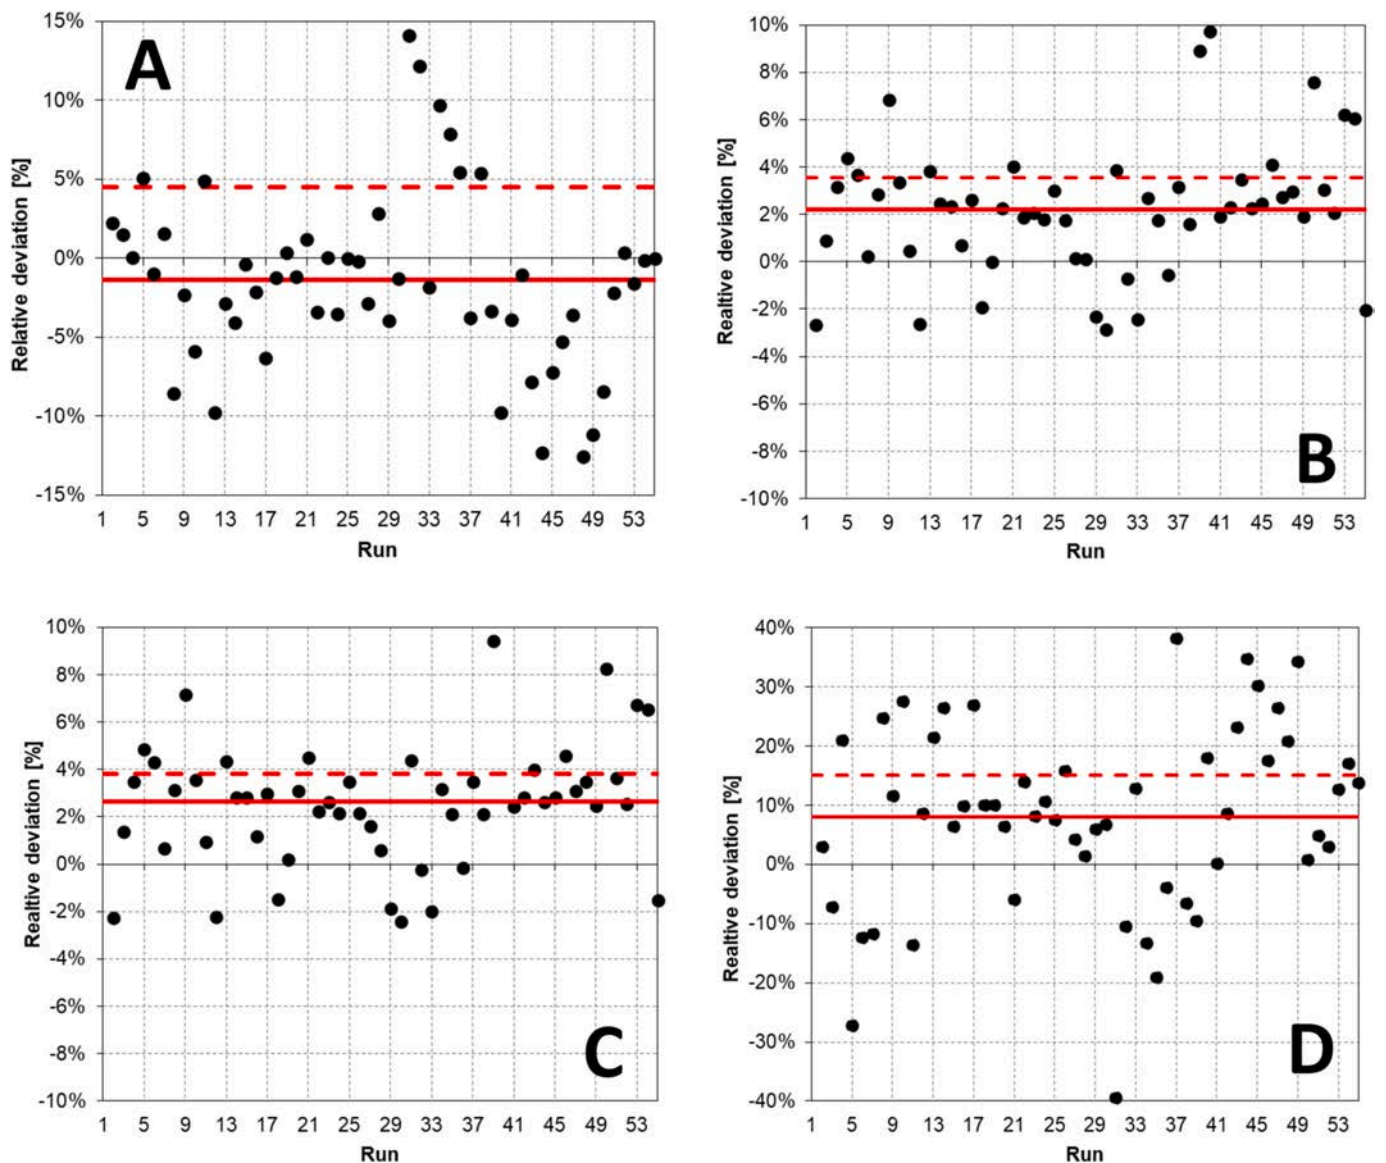 A
Relative deviation [%]
15%
10%
5%
0%
-5%
-10%
-15%
1 5 9 13 17 21 25 29 33 37 41 45 49 53
Run
B
Realtive deviation [%]
10%
8%
6%
4%
2%
0%
-2%
-4%
-6%
-8%
-10%
1 5 9 13 17 21 25 29 33 37 41 45 49 53
Run
C
Realtive deviation [%]
10%
8%
6%
4%
2%
0%
-2%
-4%
-6%
-8%
-10%
1 5 9 13 17 21 25 29 33 37 41 45 49 53
Run
D
Realtive deviation [%]
40%
30%
20%
10%
0%
-10%
-20%
-30%
-40%
1 5 9 13 17 21 25 29 33 37 41 45 49 53
Run